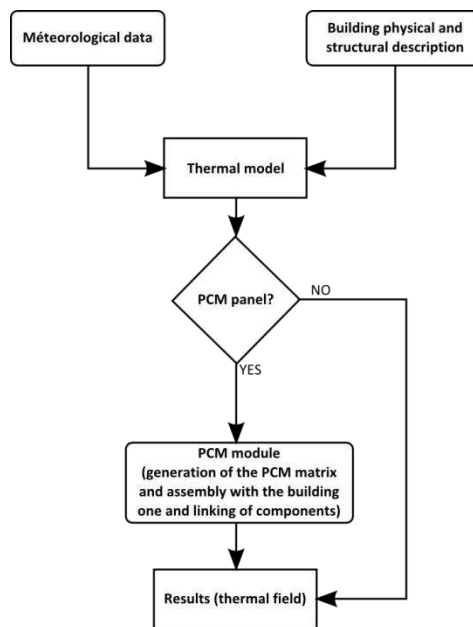 Méteorological data
Building physical and
structural description
Thermal model
PCM panel?
NO
YES
PCM module
(generation of the PCM matrix
and assembly with the building
one and linking of components)
Results (thermal field)